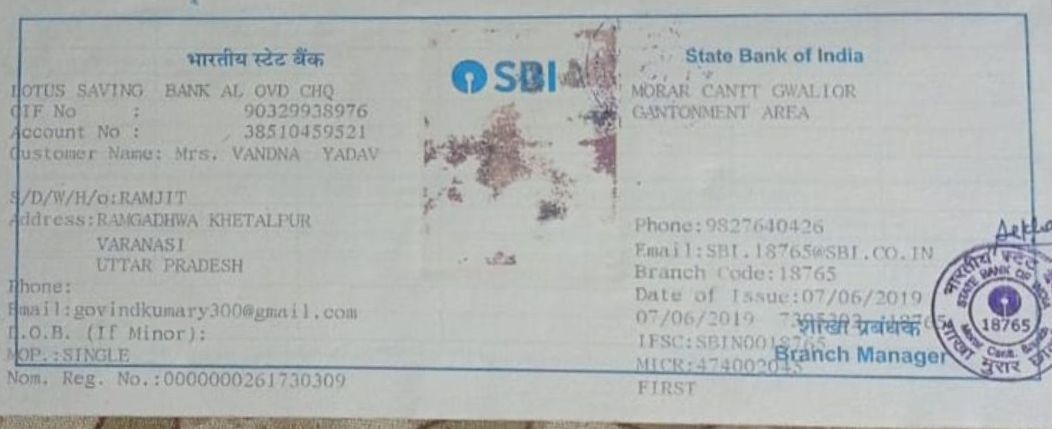 भारतीय स्टेट बैंक
LOTUS SAVING BANK AL OVD CHQ
CIF No : 90329938976
Account No : 38510459521
Customer Name: Mrs. VANDNA YADAV
S/D/W/H/o:RAMJIT
Address:RAMGADHWA KHETALPUR
VARANASI
UTTAR PRADESH
Phone:
Email:govindkumary300@gmail.com
D.O.B. (If Minor):
MOP.:SINGLE
Nom. Reg. No.:0000000261730309
SBI
State Bank of India
MORAR CANTT GWALIOR
CANTONMENT AREA
Phone:9827640426
Email:SBI.18765@SBI.CO.IN
Branch Code:18765
Date of Issue:07/06/2019
07/06/2019
शाखा प्रबंधक
IFSC:SBIN0018765
Branch Manager
MICR:474002045
FIRST
भारतीय स्टेट
STATE BANK OF INDIA
18765
Morar Cantt.
शाखा मुरार